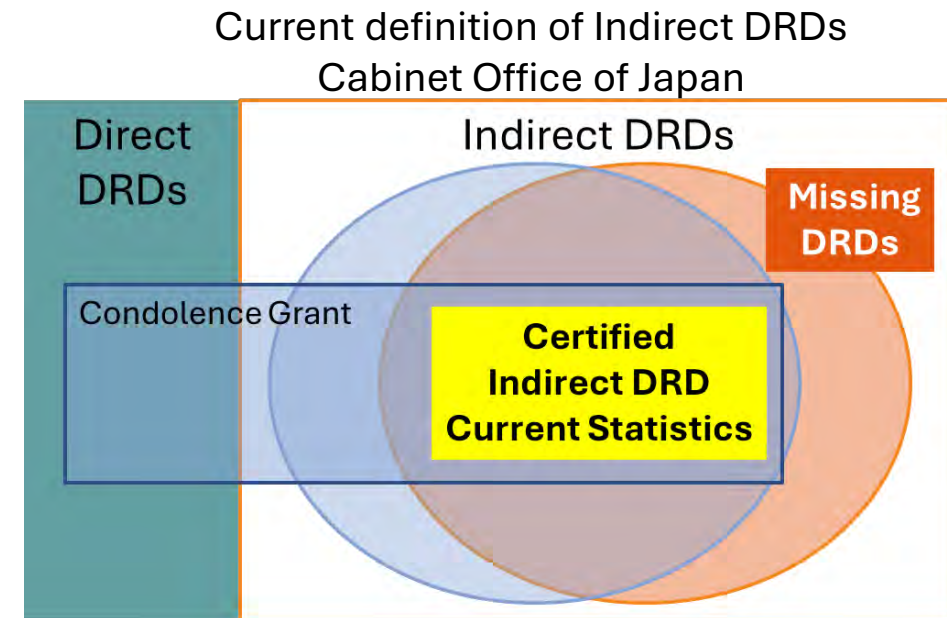 Current definition of Indirect DRDs
Cabinet Office of Japan
Direct
DRDs
Indirect DRDs
Missing
DRDs
Condolence Grant
Certified
Indirect DRD
Current Statistics